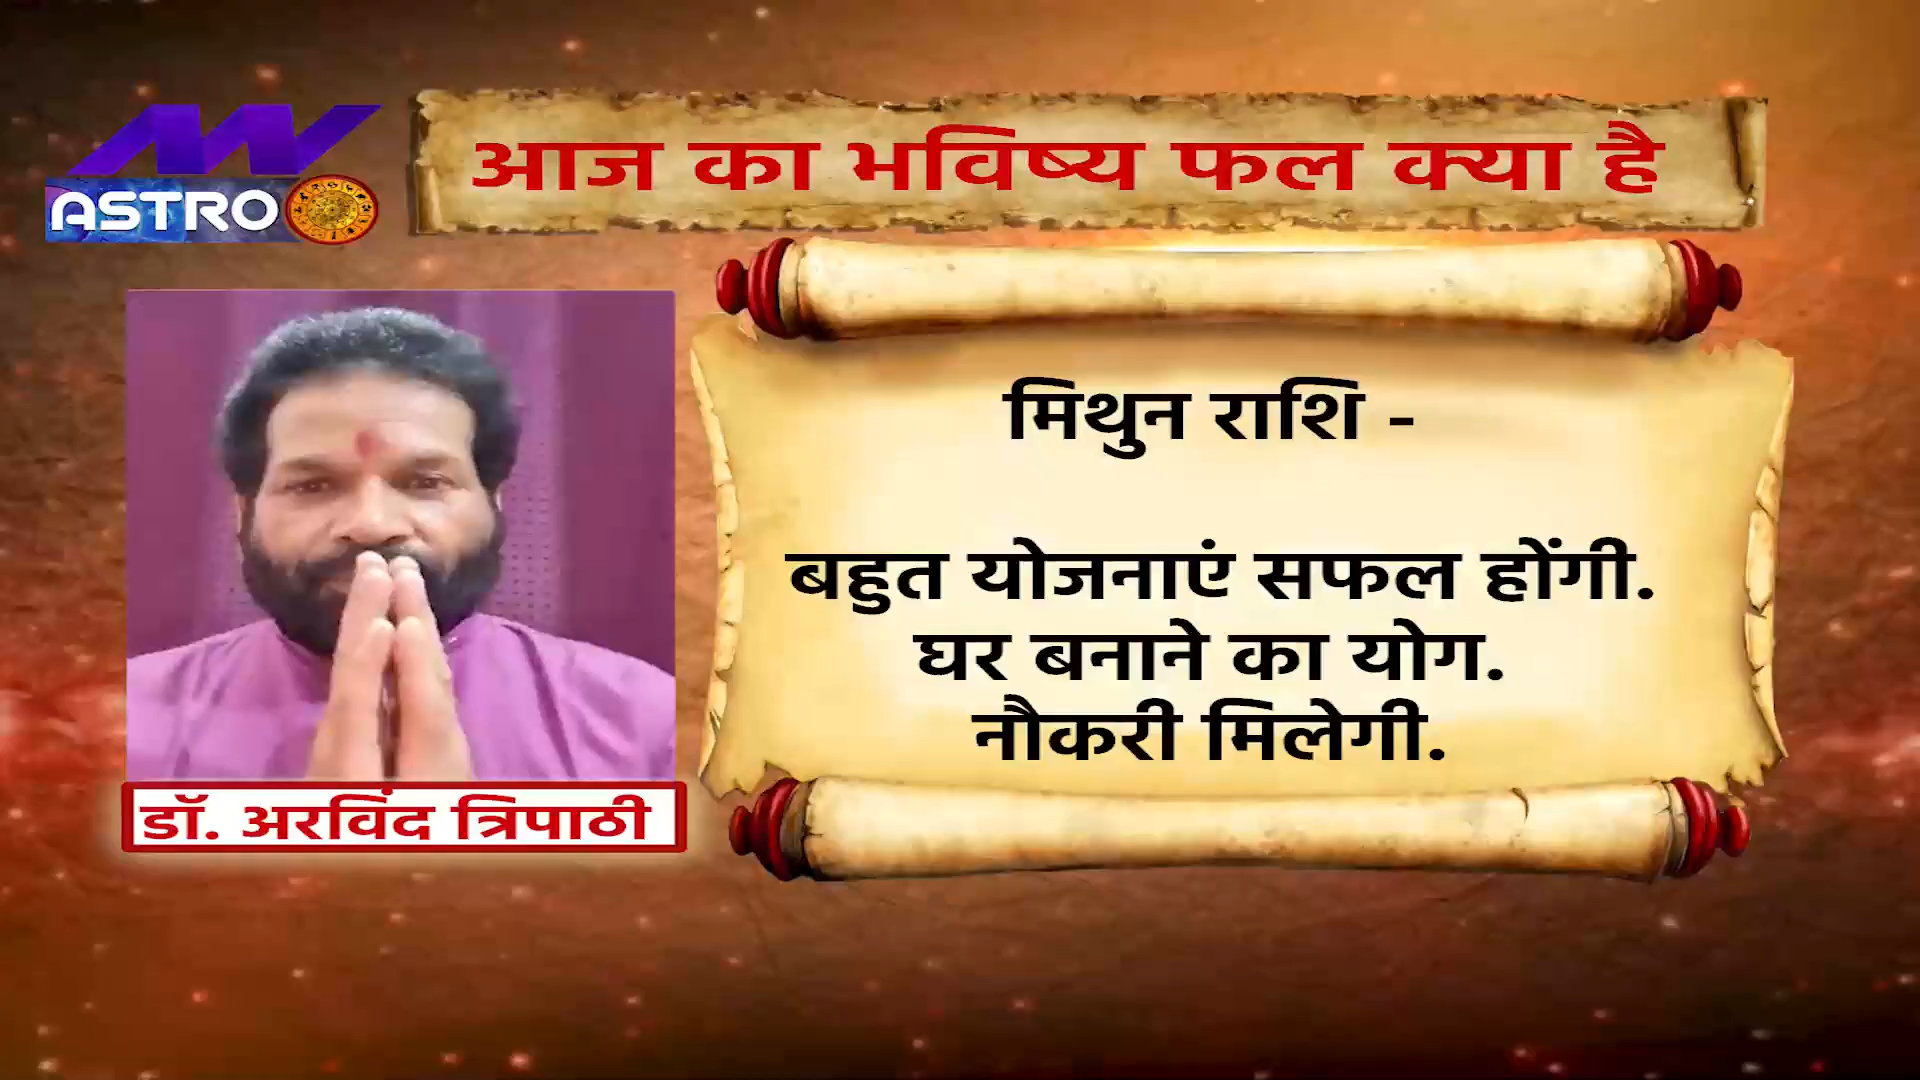 ASTRO
आज का भविष्य फल क्या है
मिथुन राशि -
बहुत योजनाएं सफल होंगी.
घर बनाने का योग.
नौकरी मिलेगी.
डॉ. अरविंद त्रिपाठी